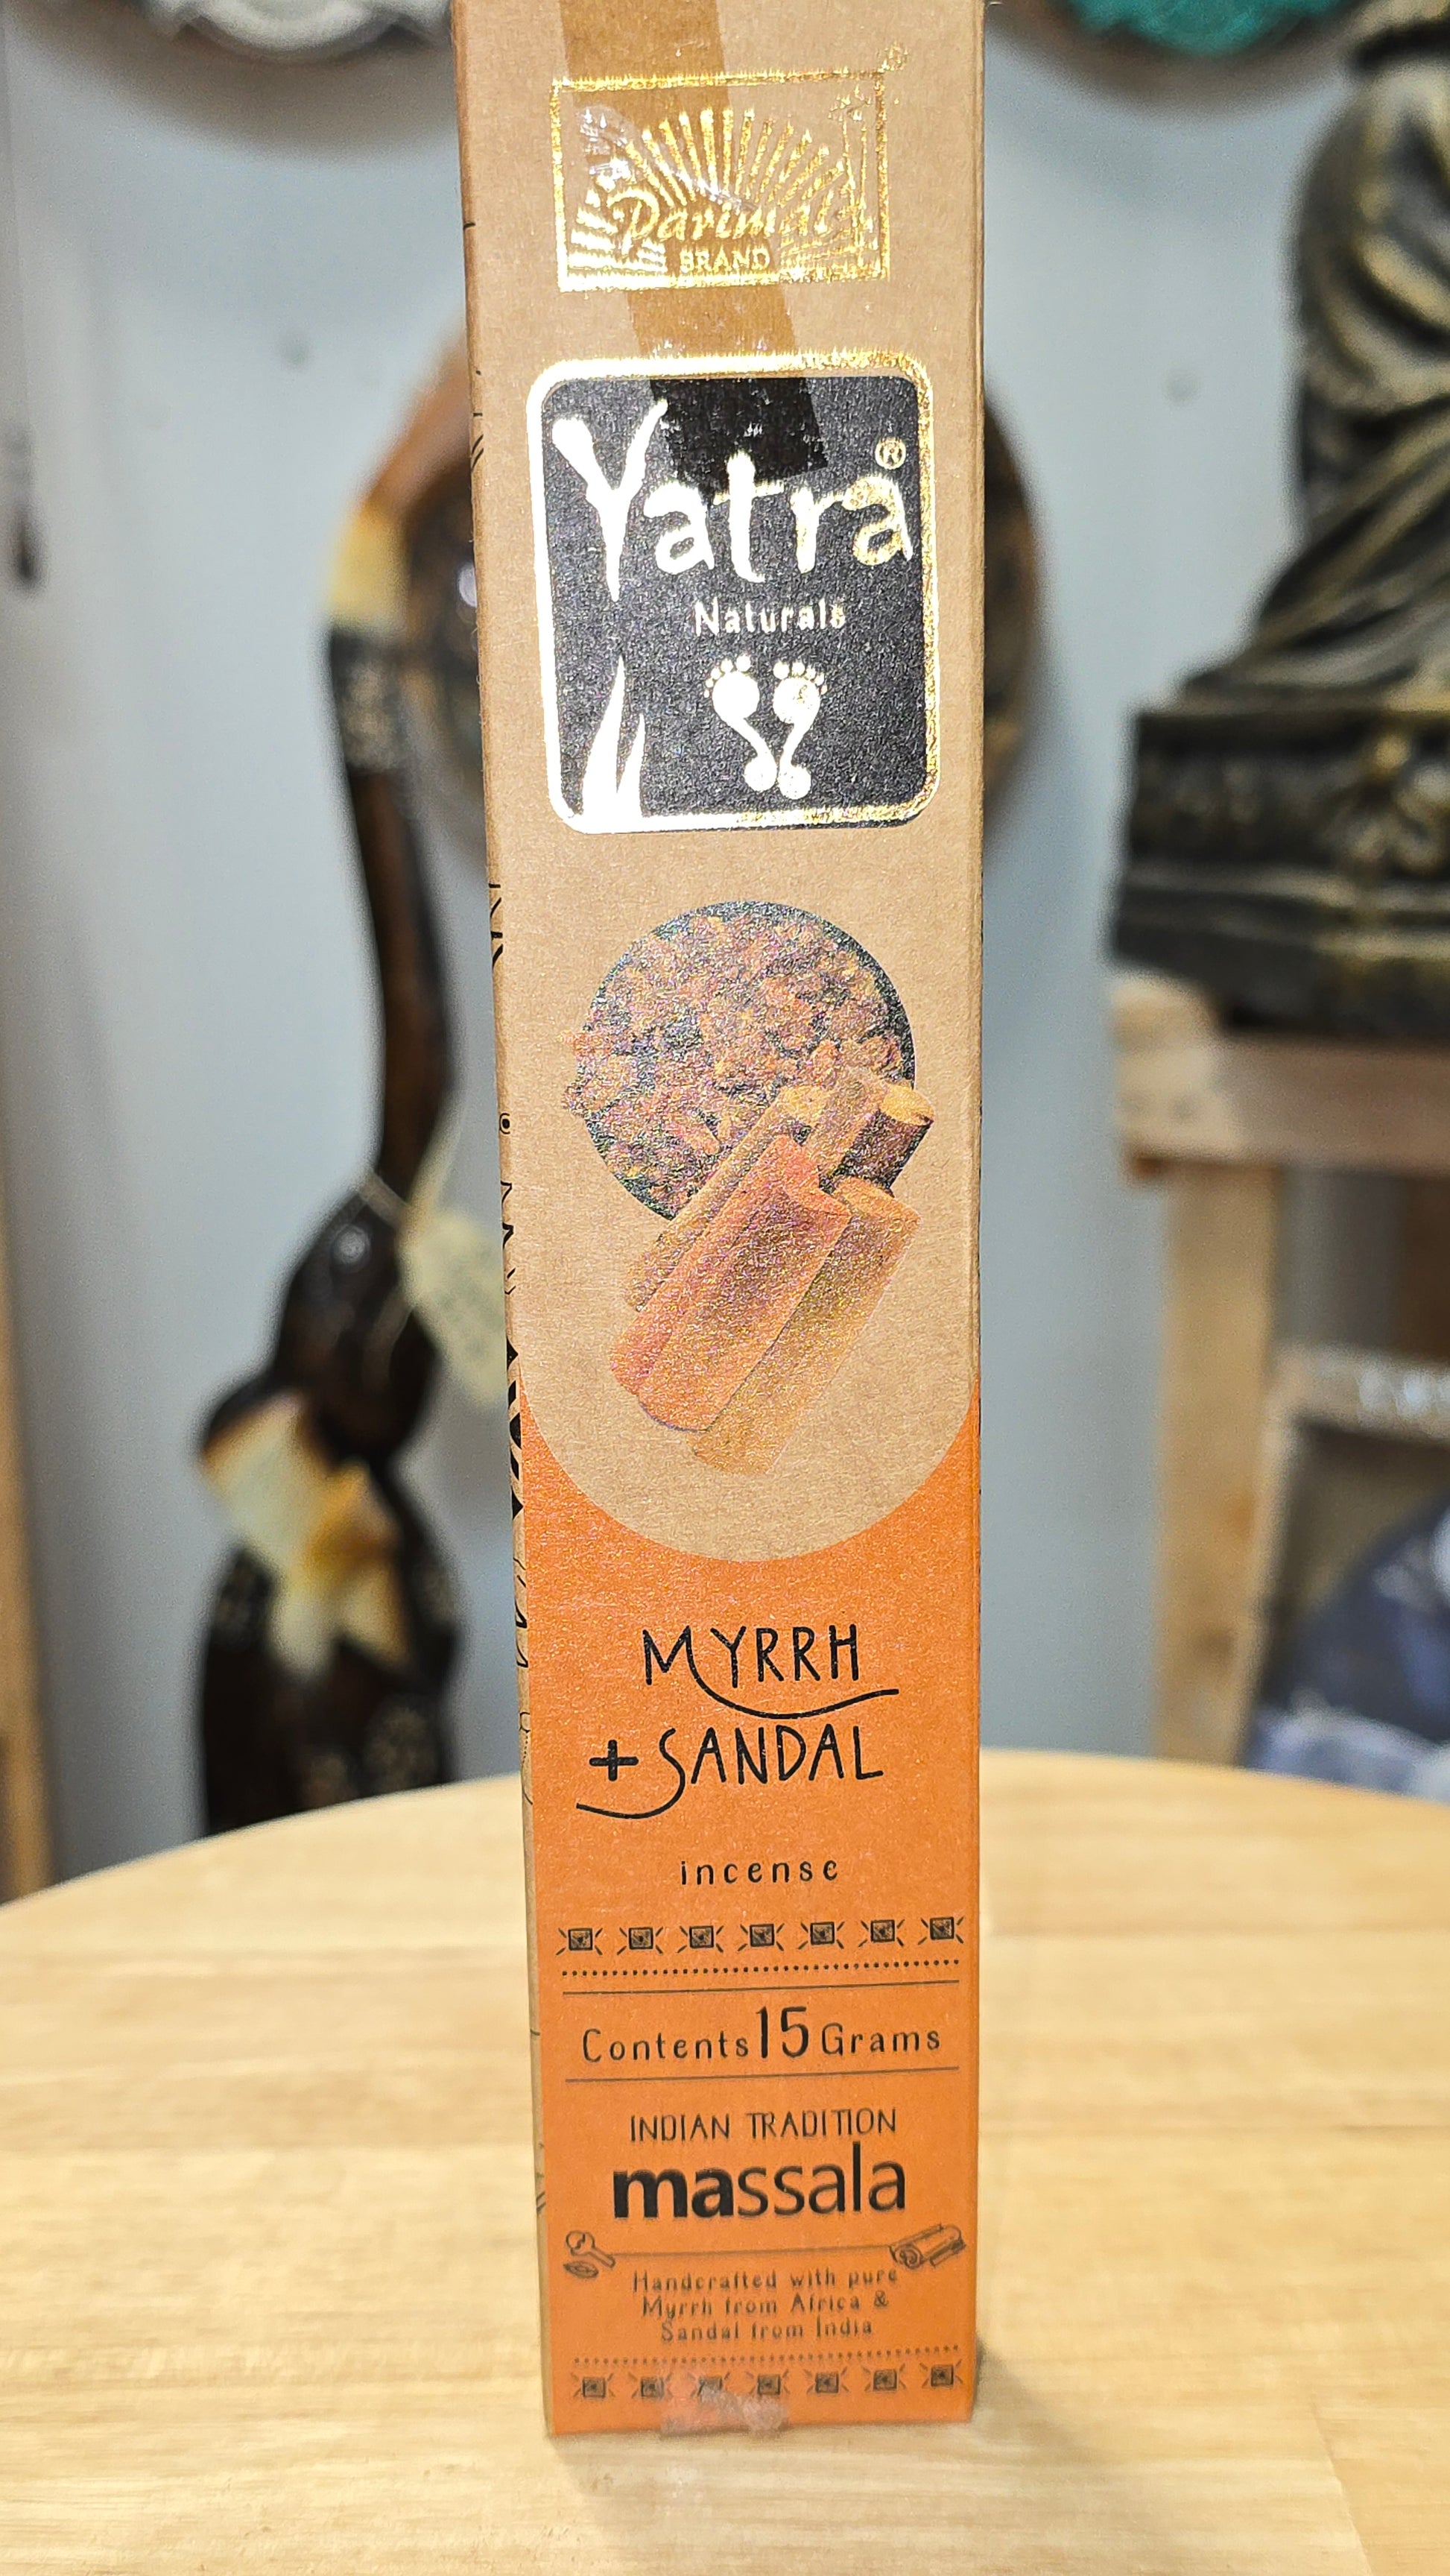 Parimal
BRAND
Yatra®
Naturals
MYRRH
+ SANDAL
incense
Contents 15 Grams
INDIAN TRADITION
massala
Handcrafted with pure
Myrrh from Africa &
Sandal from India